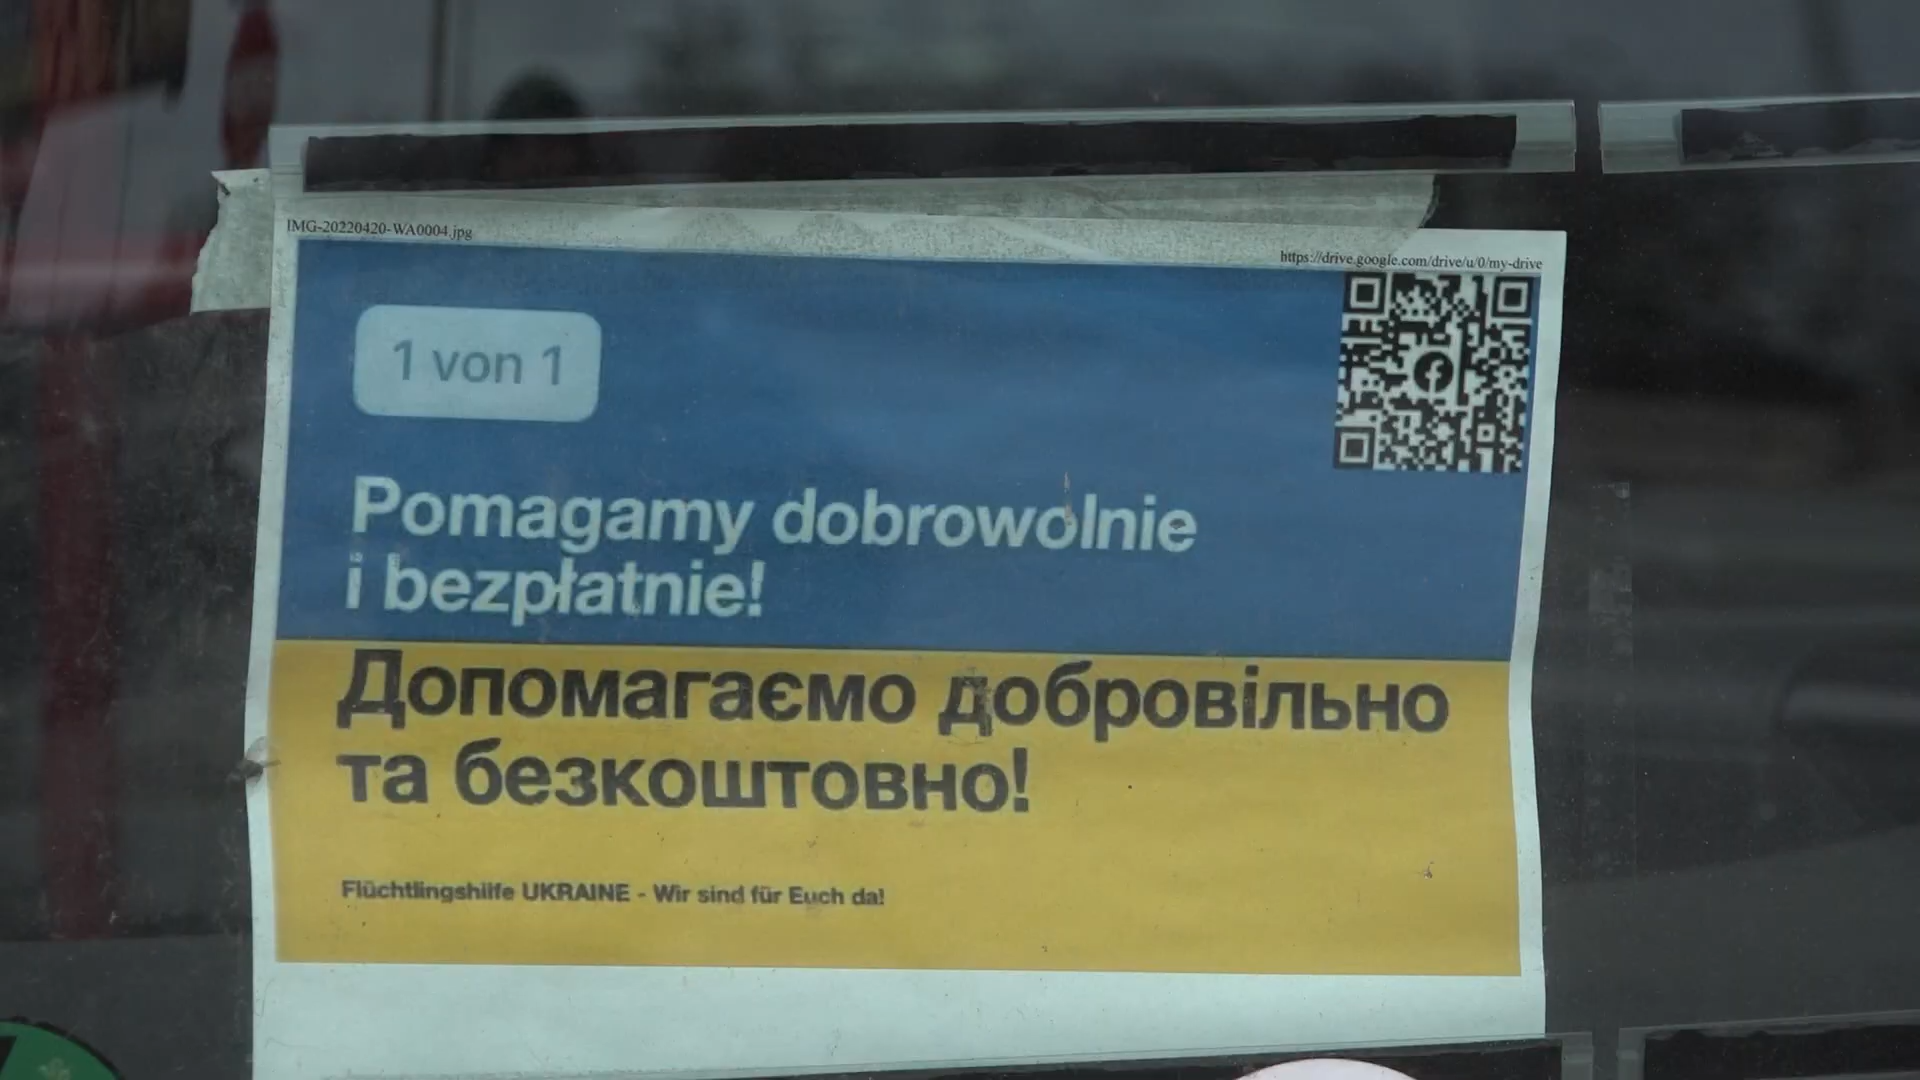 IMG-20220420-WA0004.jpg
https://drive.google.com/drive/u/0/my-drive
1 von 1
Pomagamy dobrowolnie
i bezpłatnie!
Допомагаємо добровільно
та безкоштовно!
Flüchtlingshilfe UKRAINE - Wir sind für Euch da!